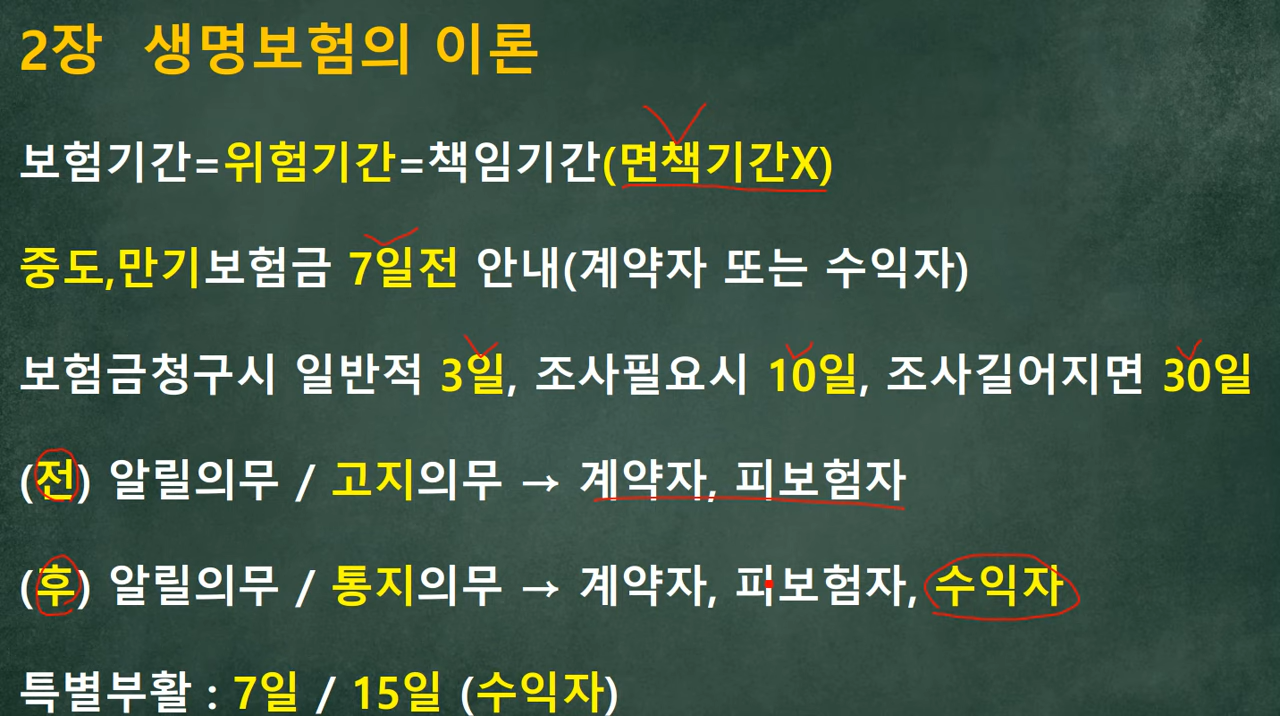 2장 생명보험의 이론
보험기간=위험기간=책임기간(면책기간X)
중도,만기보험금 7일전 안내(계약자 또는 수익자)
보험금청구시 일반적 3일, 조사필요시 10일, 조사길어지면 30일
(전) 알릴의무 / 고지의무 → 계약자, 피보험자
(후) 알릴의무 / 통지의무 → 계약자, 피보험자, 수익자
특별부활 : 7일 / 15일 (수익자)